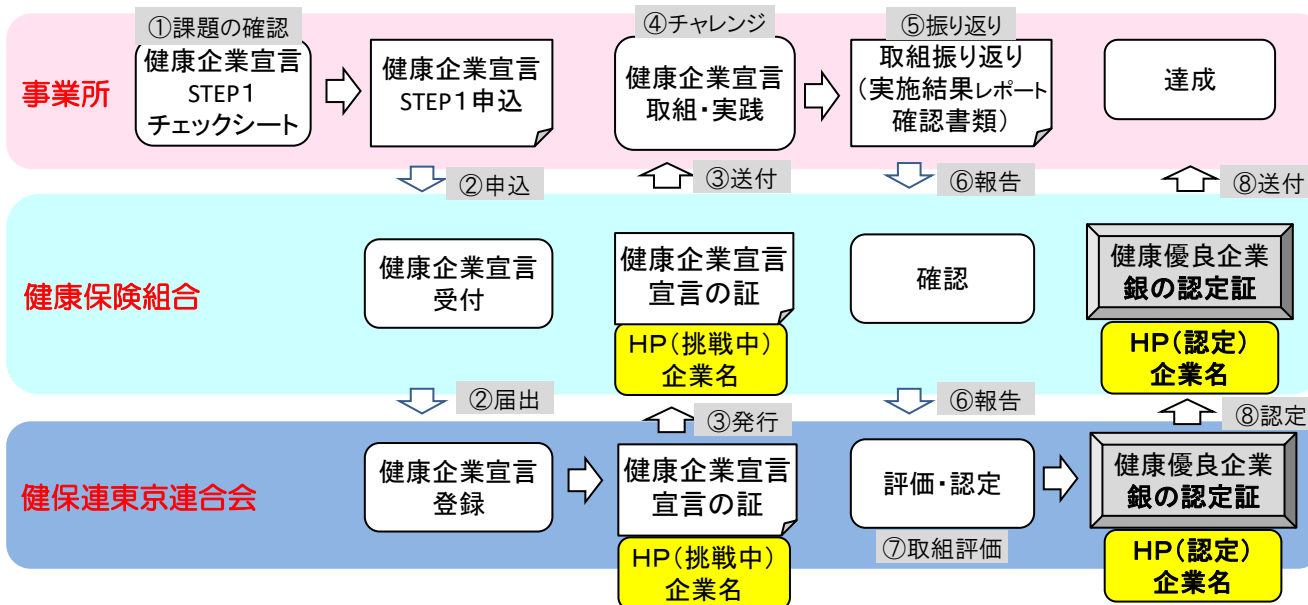 ①課題の確認
健康企業宣言
STEP1
チェックシート
健康企業宣言
STEP1申込
④チャレンジ
健康企業宣言
取組・実践
⑤振り返り
取組振り返り
(実施結果レポート
確認書類)
達成
事業所
②申込
③送付
⑥報告
⑧送付
健康保険組合
健康企業宣言
受付
健康企業宣言
宣言の証
HP(挑戦中)
企業名
確認
健康優良企業
銀の認定証
HP(認定)
企業名
②届出
③発行
⑥報告
⑧認定
健保連東京連合会
健康企業宣言
登録
健康企業宣言
宣言の証
HP(挑戦中)
企業名
評価・認定
⑦取組評価
健康優良企業
銀の認定証
HP(認定)
企業名